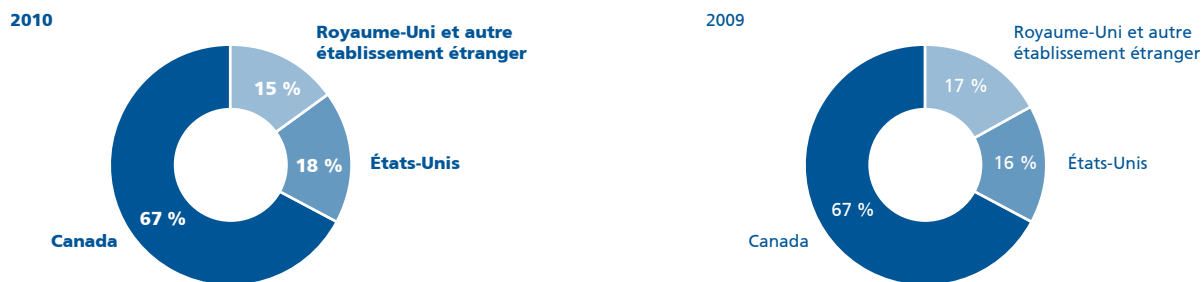 2010
Royaume-Uni et autre
établissement étranger
15 %
18 %
États-Unis
67 %
Canada
2009
Royaume-Uni et autre
établissement étranger
17 %
16 %
États-Unis
67 %
Canada